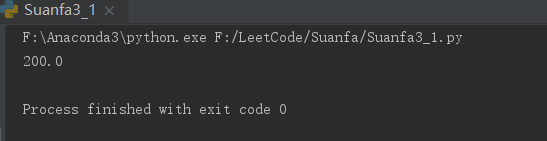 Suanfa3_1 ×
F:\Anaconda3\python.exe F:/LeetCode/Suanfa/Suanfa3_1.py
200.0
Process finished with exit code 0